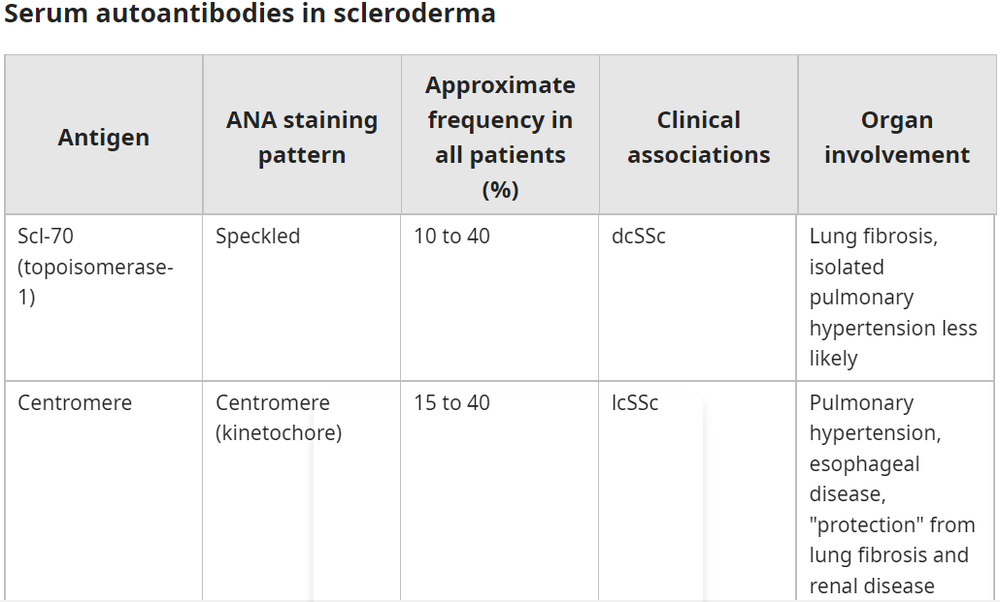 Serum autoantibodies in scleroderma
Antigen
ANA staining
pattern
Approximate
frequency in
all patients
(%)
Clinical
associations
Organ
involvement
Scl-70
(topoisomerase-
1)
Speckled
10 to 40
dcSSc
Lung fibrosis,
isolated
pulmonary
hypertension less
likely
Centromere
Centromere
(kinetochore)
15 to 40
lcSSc
Pulmonary
hypertension,
esophageal
disease,
"protection" from
lung fibrosis and
renal disease